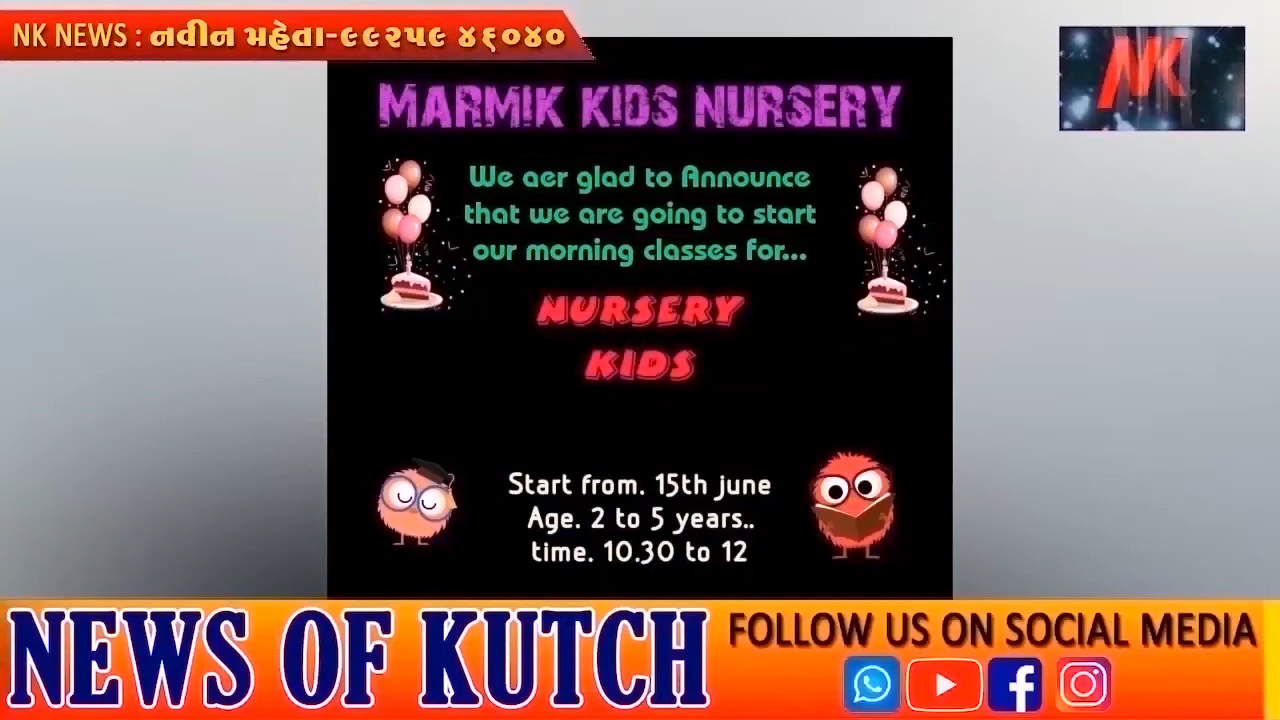 NK NEWS : નવીન મહેતા-૯૯૨૫૯ ૪૬૦૪૦
NK
MARMIK KIDS NURSERY
We aer glad to Announce
that we are going to start
our morning classes for...
NURSERY
KIDS
Start from. 15th june
Age. 2 to 5 years..
time. 10.30 to 12
NEWS OF KUTCH
FOLLOW US ON SOCIAL MEDIA